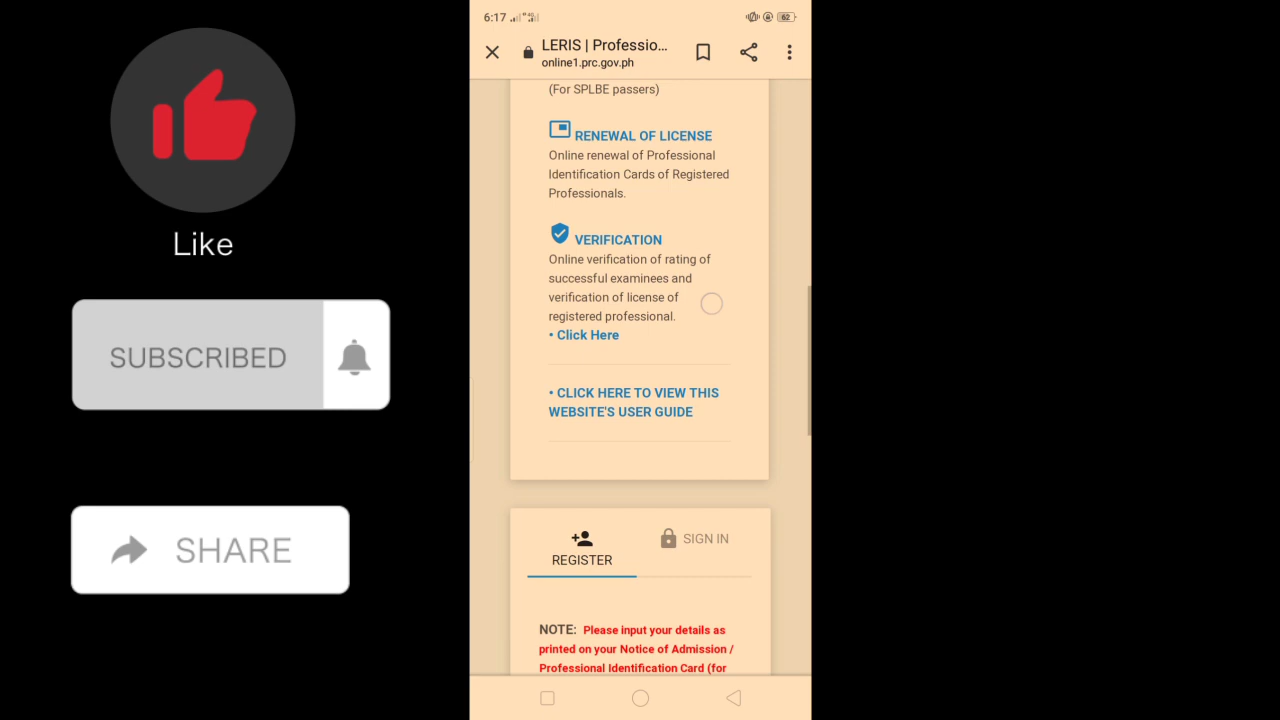 Like
SUBSCRIBED
SHARE
6:17
62
LERIS | Professio...
online1.prc.gov.ph
(For SPLBE passers)
RENEWAL OF LICENSE
Online renewal of Professional
Identification Cards of Registered
Professionals.
VERIFICATION
Online verification of rating of
successful examinees and
verification of license of
registered professional.
• Click Here
• CLICK HERE TO VIEW THIS
WEBSITE'S USER GUIDE
REGISTER
SIGN IN
NOTE: Please input your details as
printed on your Notice of Admission /
Professional Identification Card (for